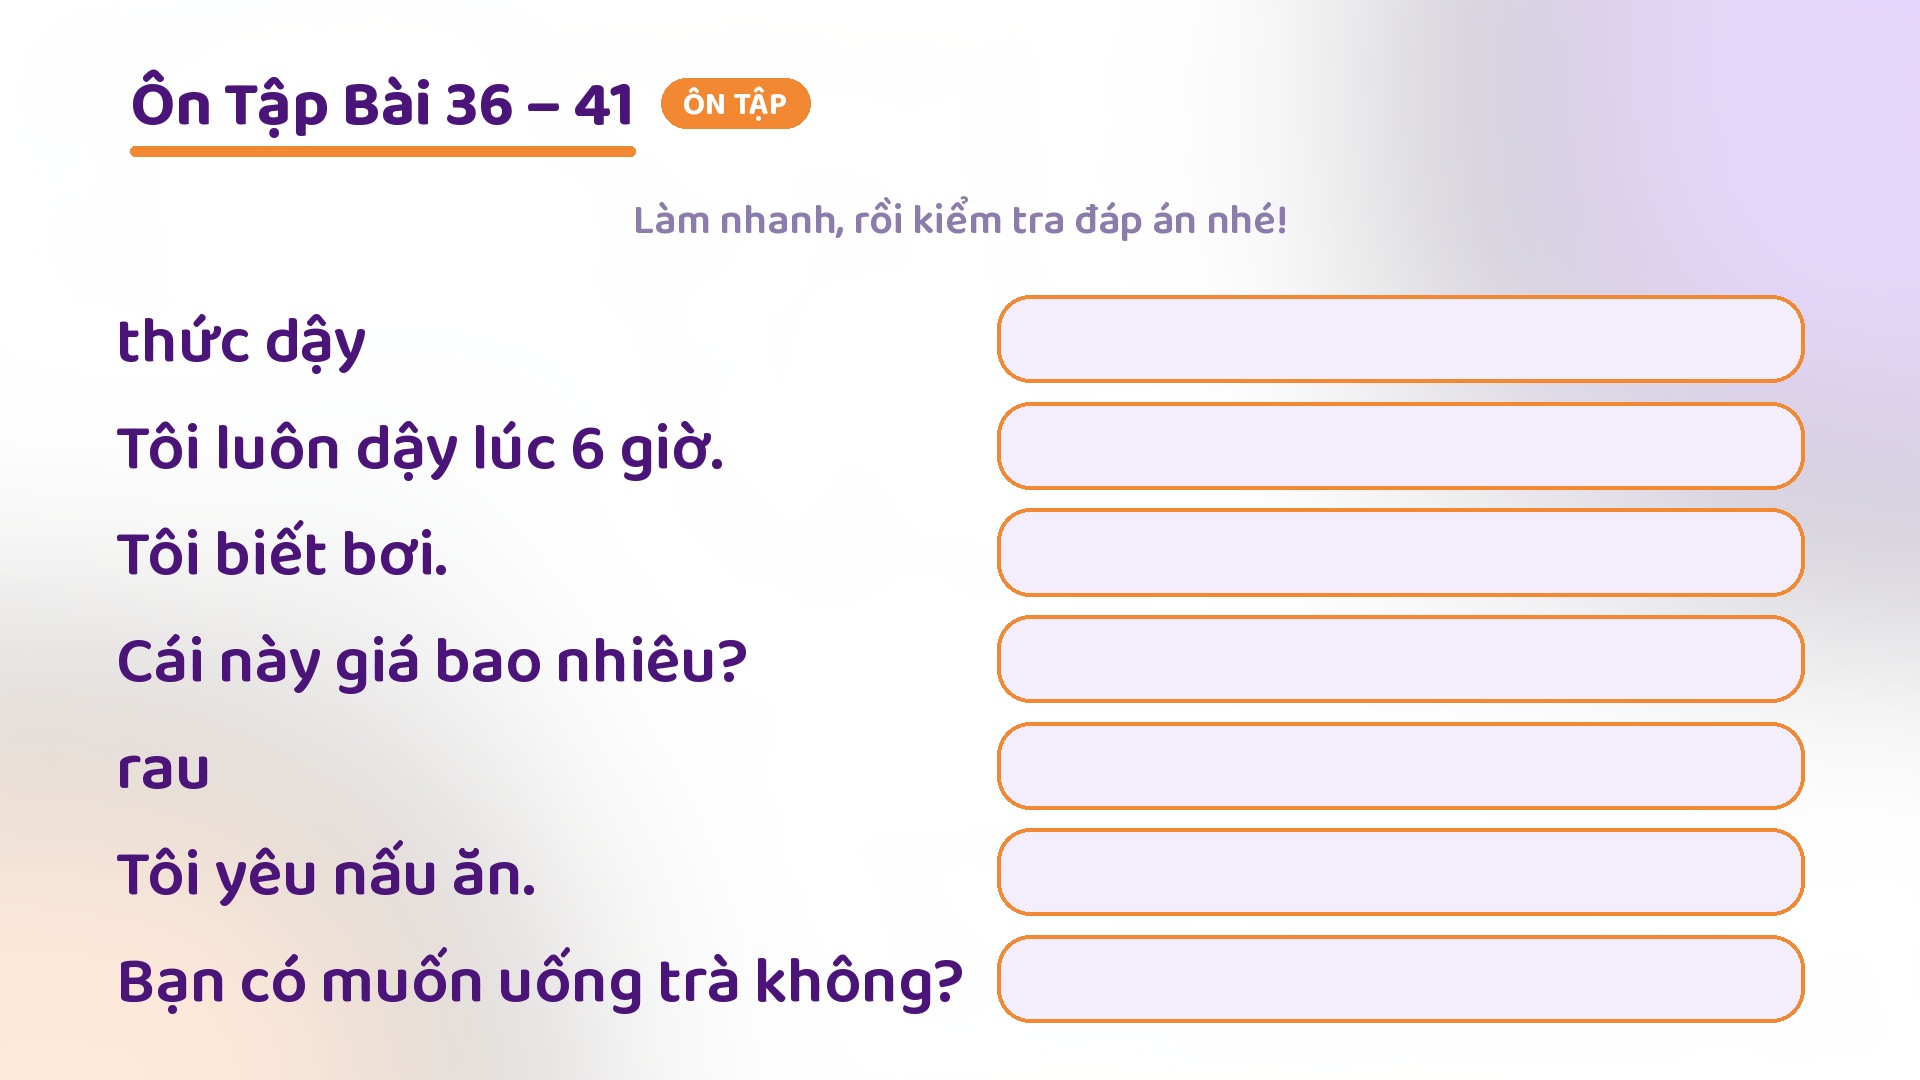 Ôn Tập Bài 36 – 41
ÔN TẬP
Làm nhanh, rồi kiểm tra đáp án nhé!
thức dậy
Tôi luôn dậy lúc 6 giờ.
Tôi biết bơi.
Cái này giá bao nhiêu?
rau
Tôi yêu nấu ăn.
Bạn có muốn uống trà không?